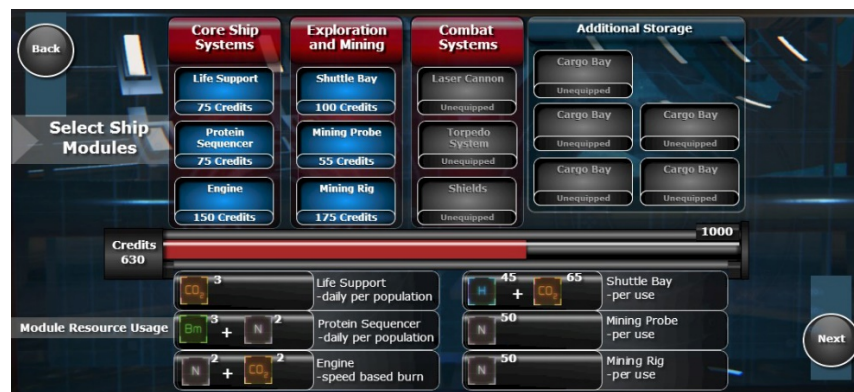 Back
Core Ship
Systems
Exploration
and Mining
Combat
Systems
Additional Storage
Life Support
75 Credits
Shuttle Bay
100 Credits
Laser Cannon
Unequipped
Cargo Bay
Unequipped
Select Ship
Modules
Protein
Sequencer
75 Credits
Mining Probe
55 Credits
Torpedo
System
Unequipped
Cargo Bay
Unequipped
Cargo Bay
Unequipped
Engine
150 Credits
Mining Rig
175 Credits
Shields
Unequipped
Cargo Bay
Unequipped
Cargo Bay
Unequipped
Credits
630
1000
CO₂ 3
Life Support
-daily per population
H 45 + CO₂ 65
Shuttle Bay
-per use
Module Resource Usage
Bm 3 + N 2
Protein Sequencer
-daily per population
N 50
Mining Probe
-per use
N 2 + CO₂ 2
Engine
-speed based burn
N 50
Mining Rig
-per use
Next